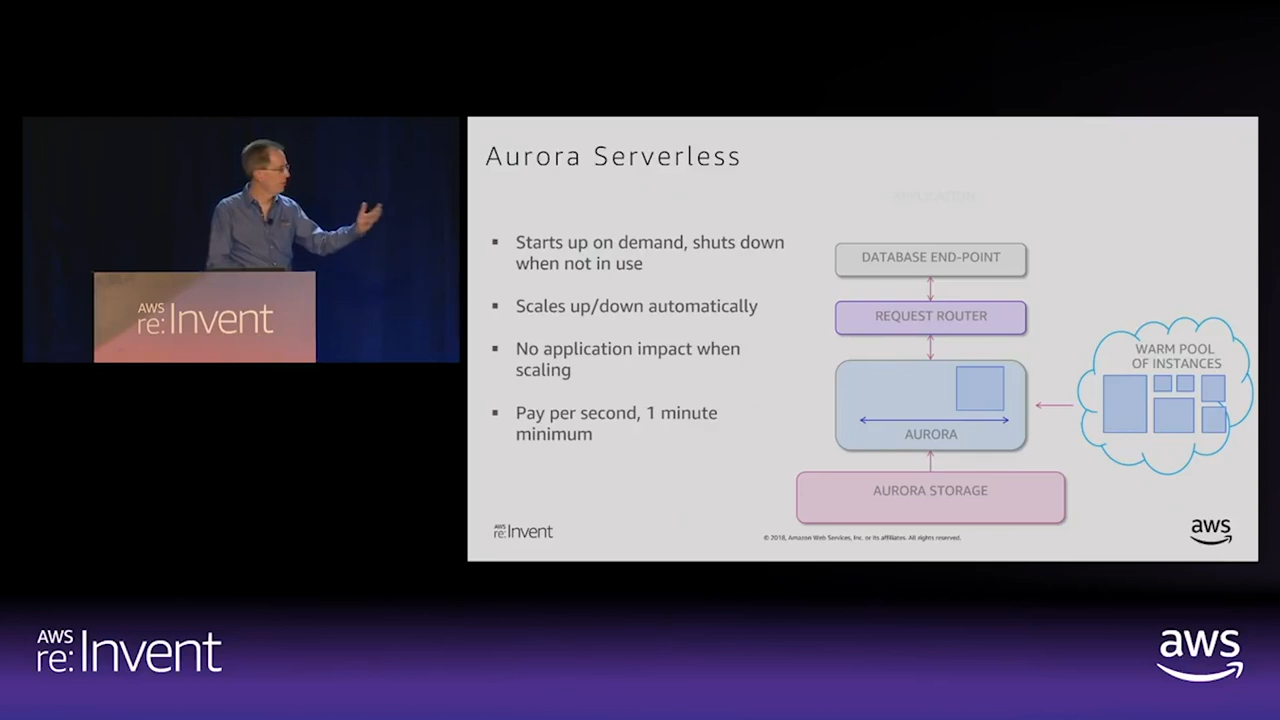 AWS
re:Invent
Aurora Serverless
APPLICATION
▪ Starts up on demand, shuts down
when not in use
▪ Scales up/down automatically
▪ No application impact when
scaling
▪ Pay per second, 1 minute
minimum
DATABASE END-POINT
REQUEST ROUTER
AURORA
AURORA STORAGE
WARM POOL
OF INSTANCES
AWS
re:Invent
© 2018, Amazon Web Services, Inc. or its affiliates. All rights reserved.
aws
AWS
re:Invent
aws